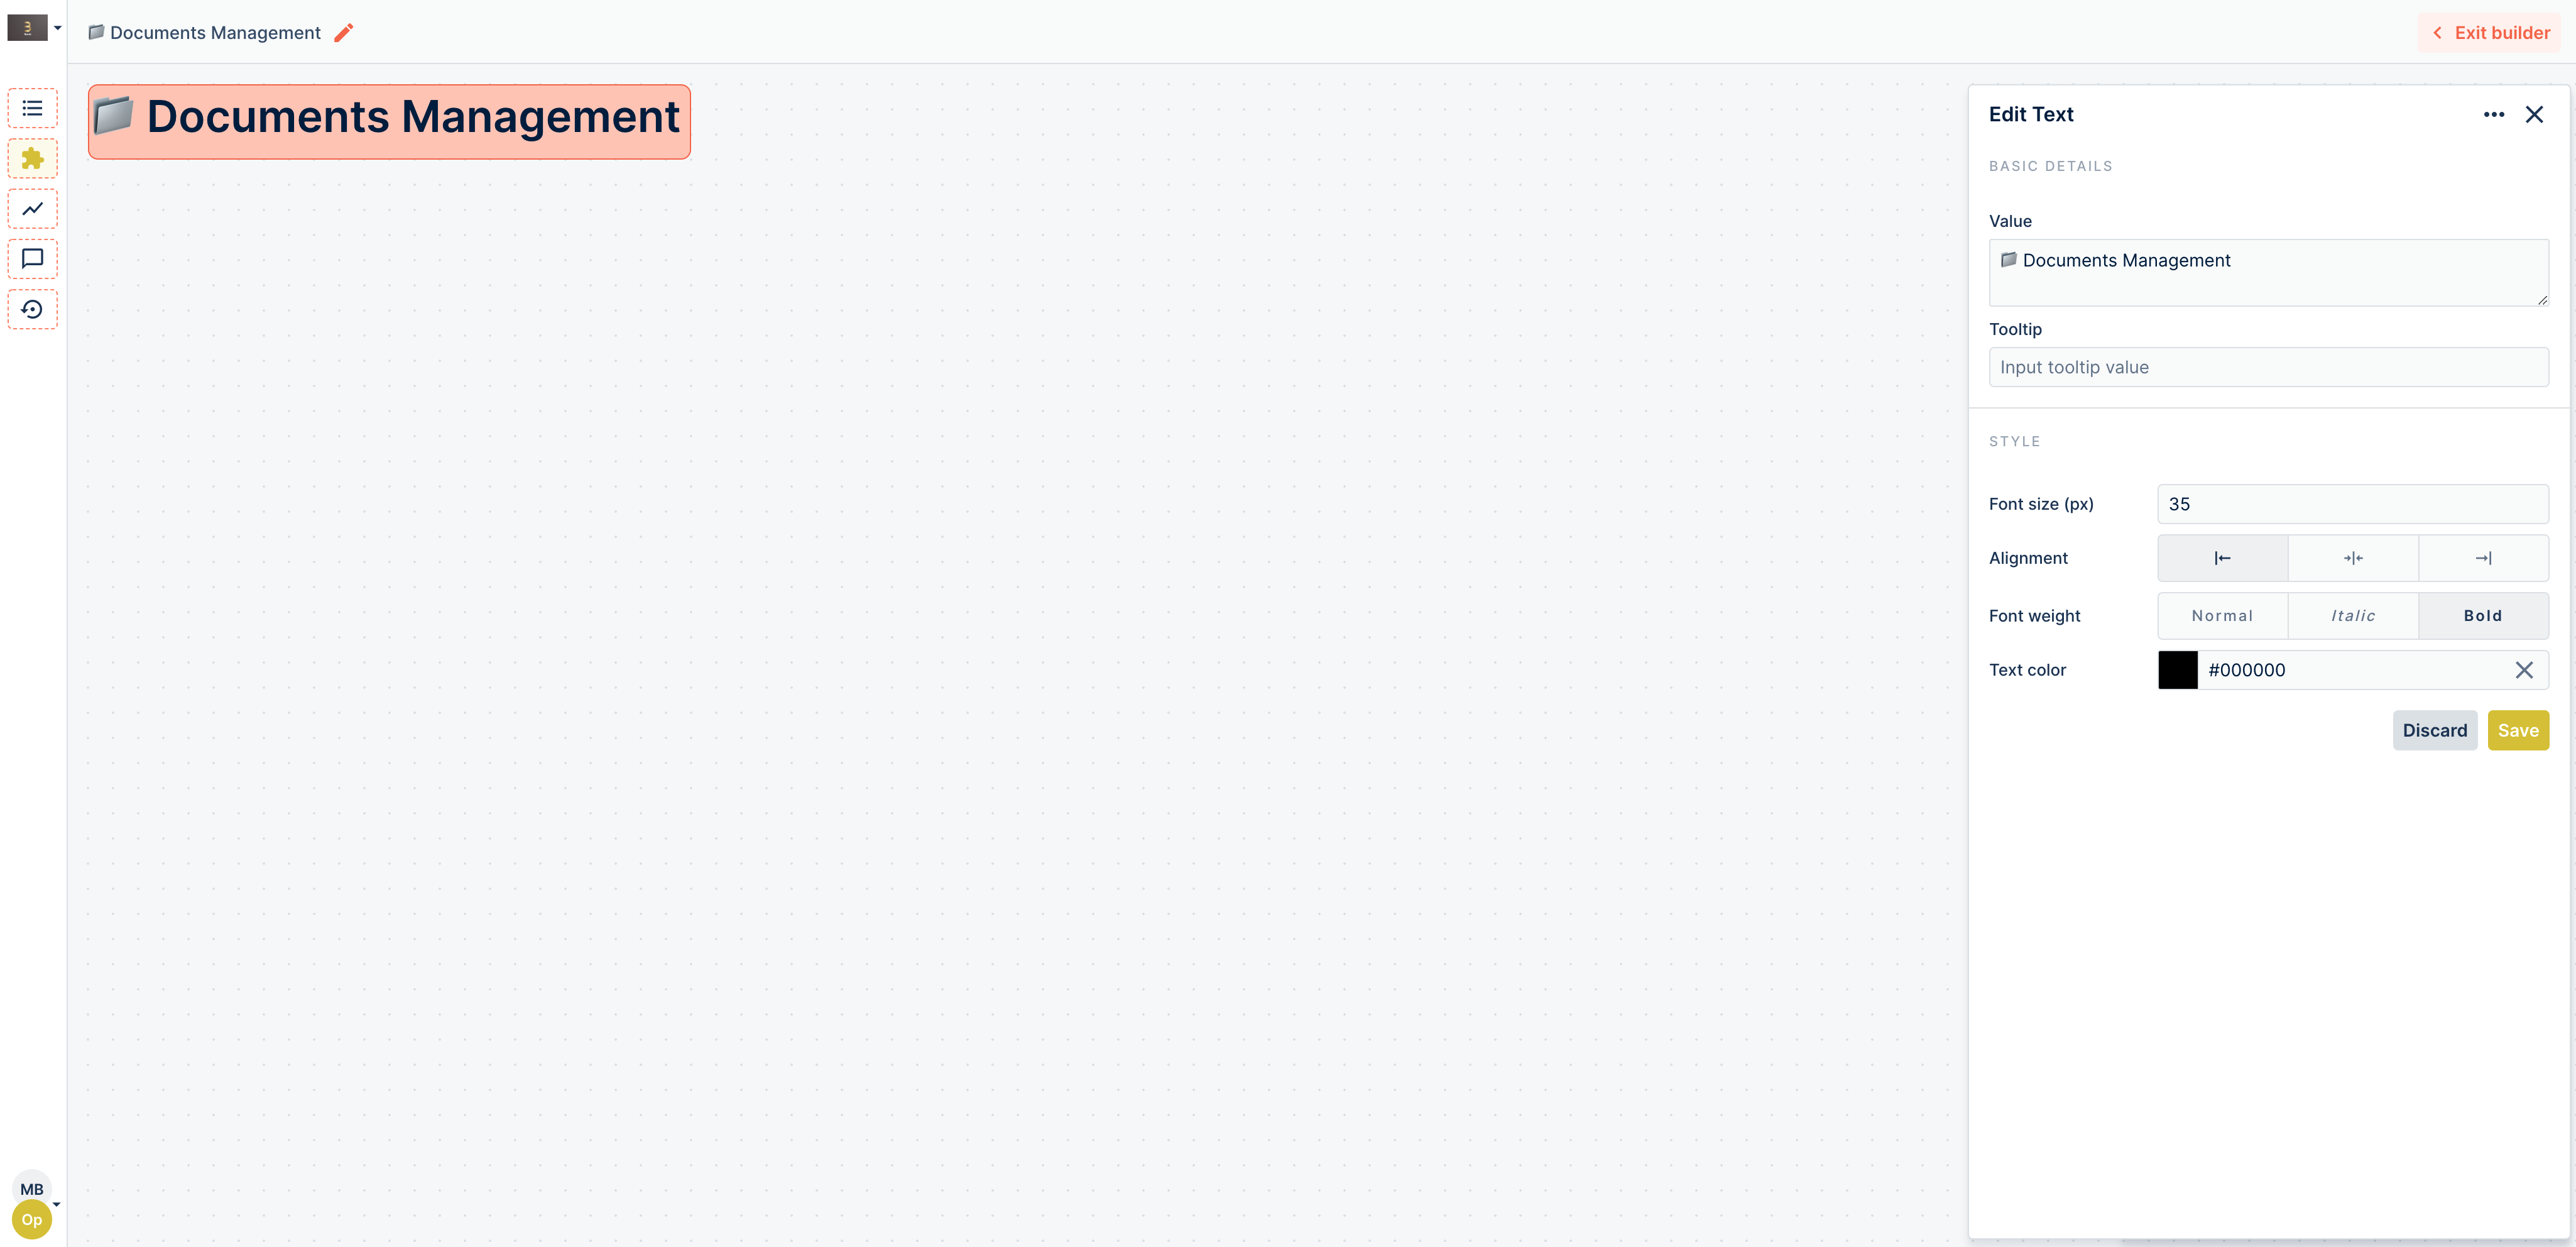 Documents Management
Exit builder
Documents Management
Edit Text
BASIC DETAILS
Value
Documents Management
Tooltip
Input tooltip value
STYLE
Font size (px)
35
Alignment
Font weight
Normal
Italic
Bold
Text color
#000000
Discard
Save
MB
Op